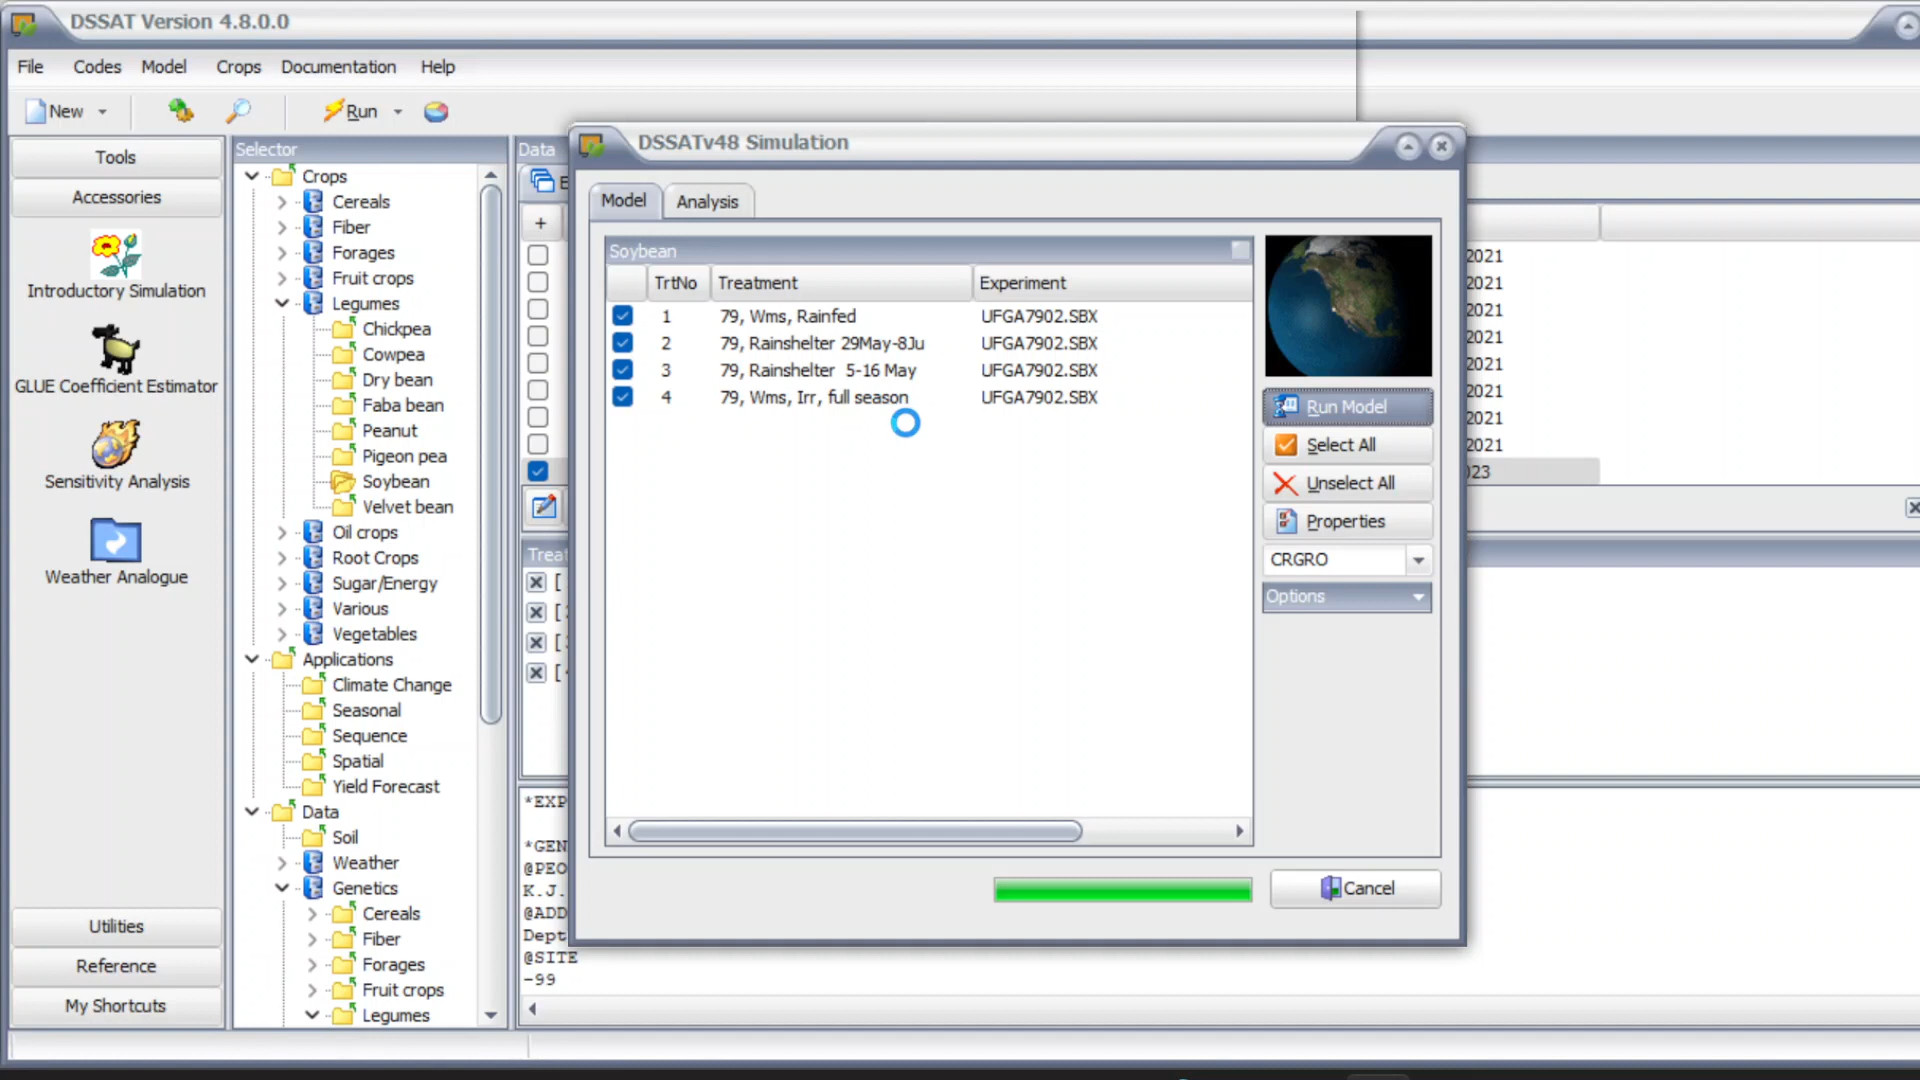 DSSAT Version 4.8.0.0
File Codes Model Crops Documentation Help
New Run
Tools
Accessories
Introductory Simulation
GLUE Coefficient Estimator
Sensitivity Analysis
Weather Analogue
Utilities
Reference
My Shortcuts
Selector
Crops
Cereals
Fiber
Forages
Fruit crops
Legumes
Chickpea
Cowpea
Dry bean
Faba bean
Peanut
Pigeon pea
Soybean
Velvet bean
Oil crops
Root Crops
Sugar/Energy
Various
Vegetables
Applications
Climate Change
Seasonal
Sequence
Spatial
Yield Forecast
Data
Soil
Weather
Genetics
Cereals
Fiber
Forages
Fruit crops
Legumes
Data
E
+
Treat
[
[
[
[
*EXP
*GEN
@PEO
K.J.
@ADD
Dept
@SITE
-99
DSSATv48 Simulation
Model Analysis
Soybean
TrtNo Treatment Experiment
1 79, Wms, Rainfed UFGA7902.SBX
2 79, Rainshelter 29May-8Ju UFGA7902.SBX
3 79, Rainshelter 5-16 May UFGA7902.SBX
4 79, Wms, Irr, full season UFGA7902.SBX
Run Model
Select All
Unselect All
Properties
CRGRO
Options
Cancel
2021
2021
2021
2021
2021
2021
2021
2021
023